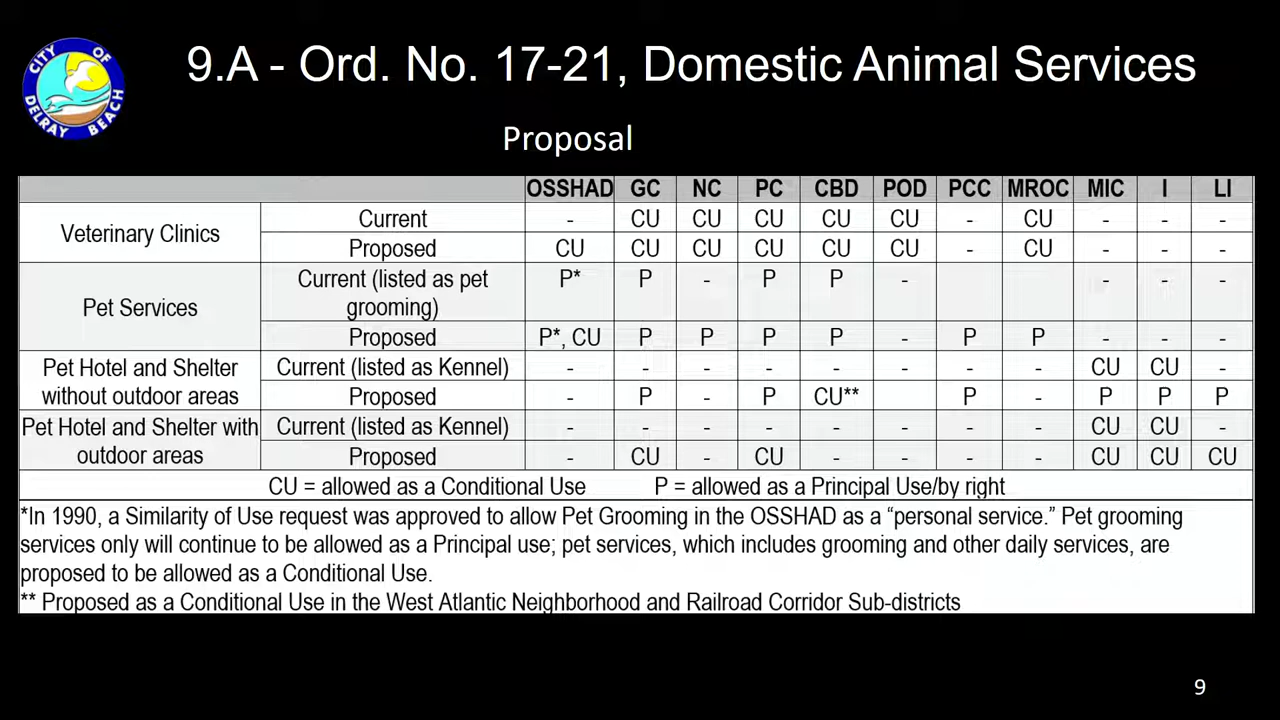 CITY OF
DELRAY BEACH
9.A - Ord. No. 17-21, Domestic Animal Services
Proposal
OSSHAD GC NC PC CBD POD PCC MROC MIC I LI
Veterinary Clinics
Current - CU CU CU CU CU - CU - - -
Proposed CU CU CU CU CU CU - CU - - -
Pet Services
Current (listed as pet P* P - P P - - - -
grooming)
Proposed P*, CU P P P P - P P - - -
Pet Hotel and Shelter
without outdoor areas
Current (listed as Kennel) - - - - - - - - CU CU -
Proposed - P - P CU** P - P P P
Pet Hotel and Shelter with
outdoor areas
Current (listed as Kennel) - - - - - - - - CU CU -
Proposed - CU - CU - - - - CU CU CU
CU = allowed as a Conditional Use P = allowed as a Principal Use/by right
*In 1990, a Similarity of Use request was approved to allow Pet Grooming in the OSSHAD as a “personal service.” Pet grooming
services only will continue to be allowed as a Principal use; pet services, which includes grooming and other daily services, are
proposed to be allowed as a Conditional Use.
** Proposed as a Conditional Use in the West Atlantic Neighborhood and Railroad Corridor Sub-districts
9